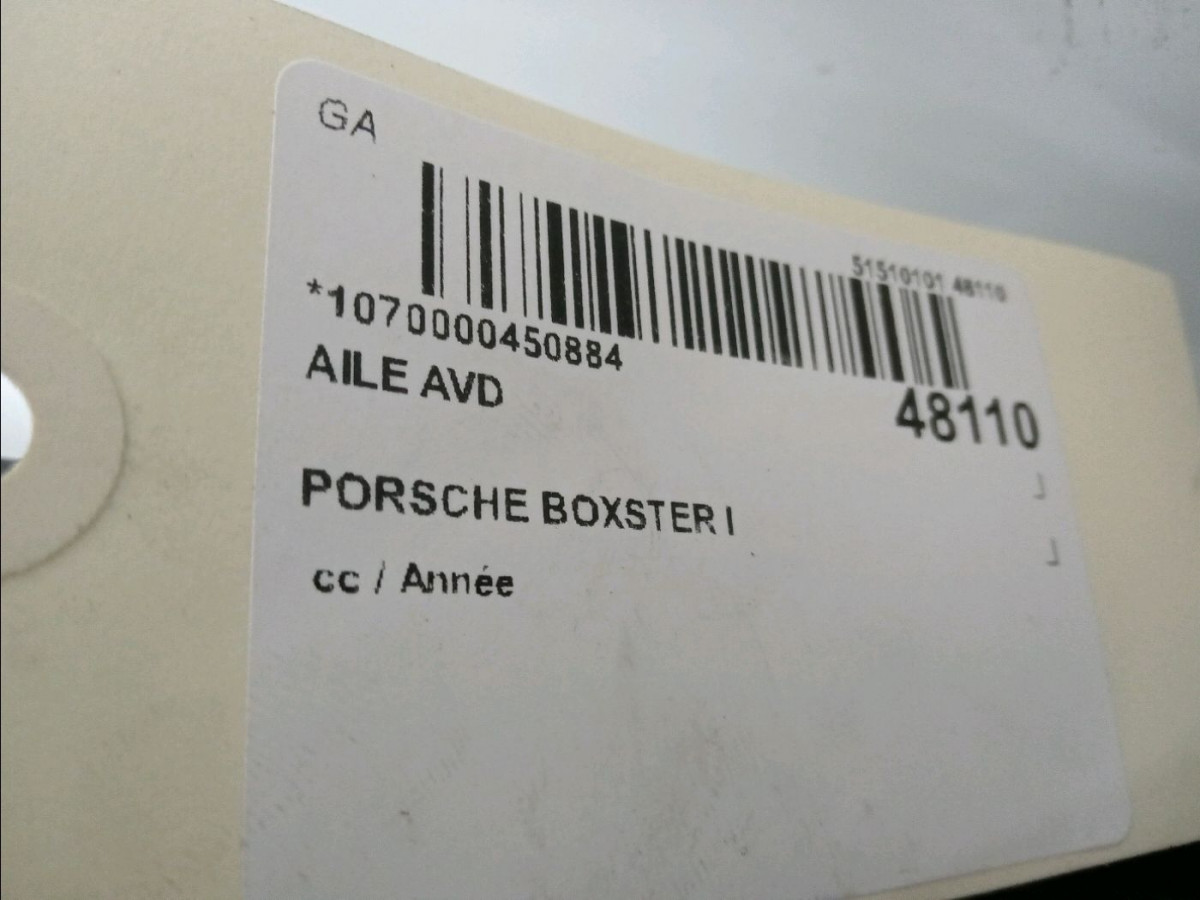 GA
51510101 48110
*1070000450884
AILE AVD
48110
PORSCHE BOXSTER I
cc / Année